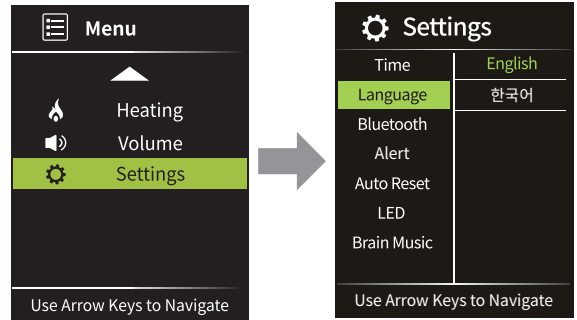 Menu
Heating
Volume
Settings
Use Arrow Keys to Navigate
Settings
Time
Language
Bluetooth
Alert
Auto Reset
LED
Brain Music
English
한국어
Use Arrow Keys to Navigate